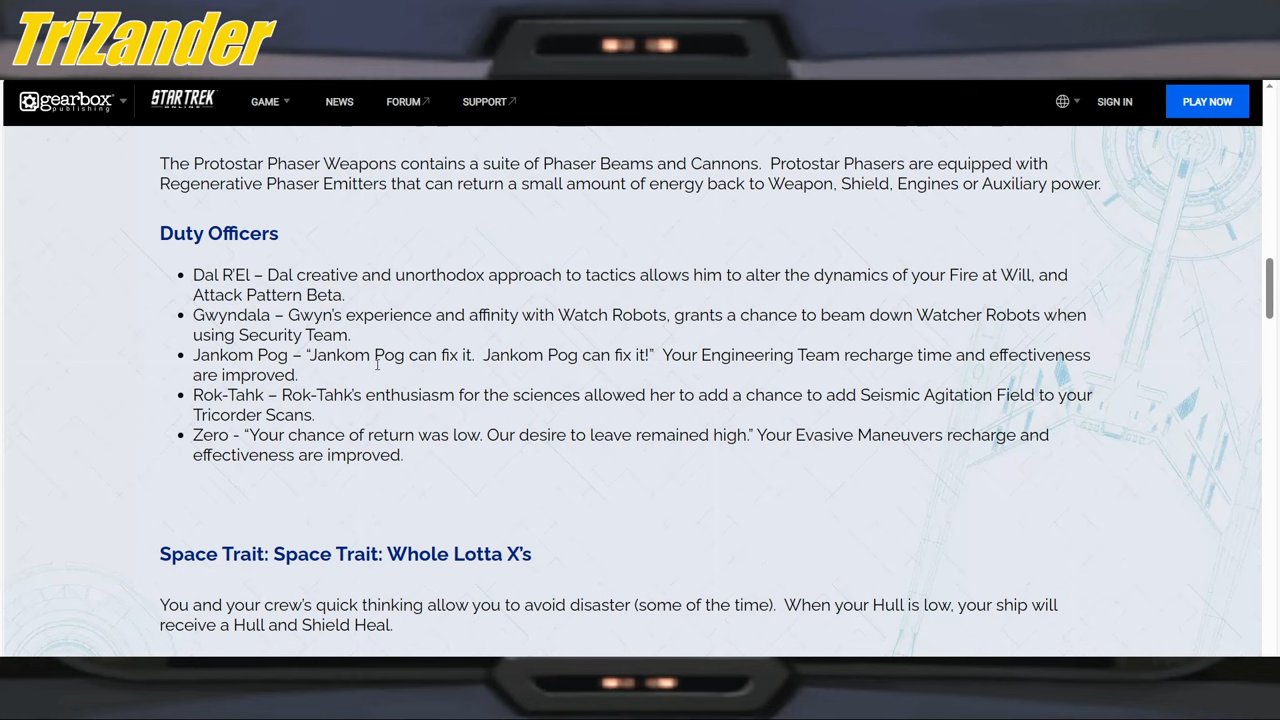 TriZander
gearbox publishing STAR TREK ONLINE GAME NEWS FORUM SUPPORT SIGN IN PLAY NOW
The Protostar Phaser Weapons contains a suite of Phaser Beams and Cannons.  Protostar Phasers are equipped with
Regenerative Phaser Emitters that can return a small amount of energy back to Weapon, Shield, Engines or Auxiliary power.
Duty Officers
• Dal R'El – Dal creative and unorthodox approach to tactics allows him to alter the dynamics of your Fire at Will, and
Attack Pattern Beta.
• Gwyndala – Gwyn's experience and affinity with Watch Robots, grants a chance to beam down Watcher Robots when
using Security Team.
• Jankom Pog – “Jankom Pog can fix it.  Jankom Pog can fix it!”  Your Engineering Team recharge time and effectiveness
are improved.
• Rok-Tahk – Rok-Tahk's enthusiasm for the sciences allowed her to add a chance to add Seismic Agitation Field to your
Tricorder Scans.
• Zero - “Your chance of return was low. Our desire to leave remained high.” Your Evasive Maneuvers recharge and
effectiveness are improved.
Space Trait: Space Trait: Whole Lotta X's
You and your crew's quick thinking allow you to avoid disaster (some of the time).  When your Hull is low, your ship will
receive a Hull and Shield Heal.